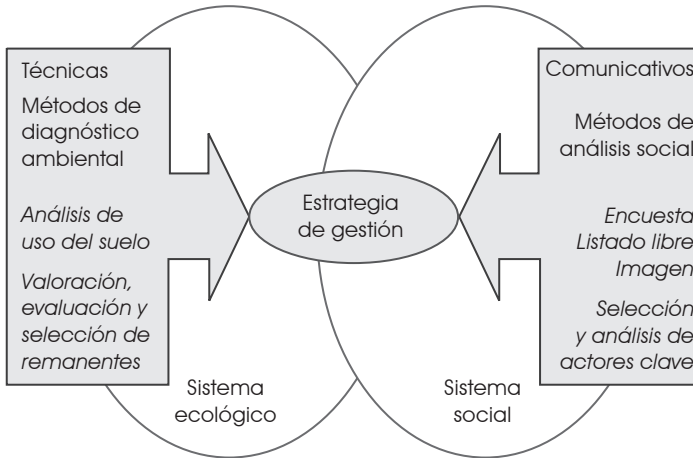 Técnicas
Métodos de
diagnóstico
ambiental
Análisis de
uso del suelo
Valoración,
evaluación y
selección de
remanentes
Estrategia
de gestión
Comunicativos
Métodos de
análisis social
Encuesta
Listado libre
Imagen
Selección
y análisis de
actores clave
Sistema
ecológico
Sistema
social